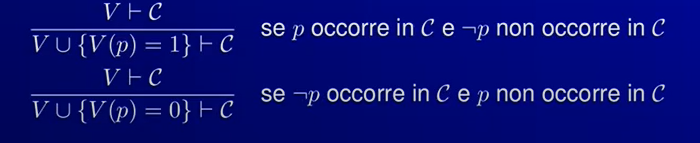 V ⊢ 𝒞
V ∪ {V(p) = 1} ⊢ 𝒞 se p occorre in 𝒞 e ¬p non occorre in 𝒞
V ⊢ 𝒞
V ∪ {V(p) = 0} ⊢ 𝒞 se ¬p occorre in 𝒞 e p non occorre in 𝒞